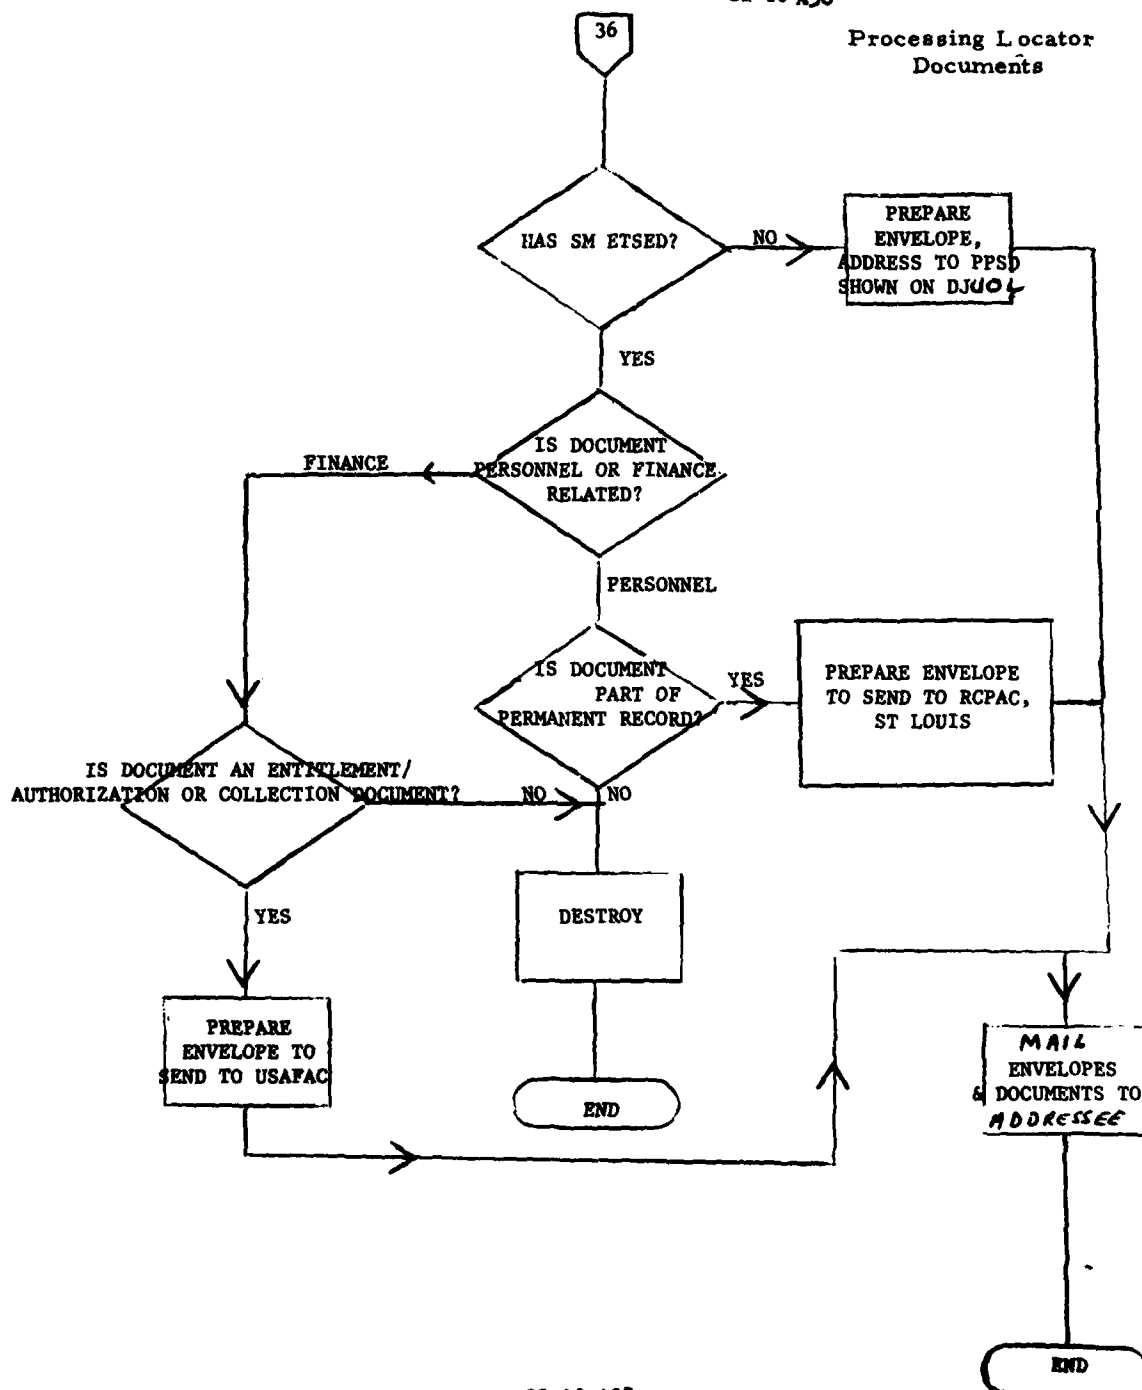 36
Processing Locator
Documents
HAS SM ETSED?
NO
PREPARE
ENVELOPE,
ADDRESS TO PPSD
SHOWN ON
YES
IS DOCUMENT
PERSONNEL OR FINANCE
RELATED?
FINANCE
PERSONNEL
IS DOCUMENT
PART OF
PERMANENT RECORD?
YES
PREPARE ENVELOPE
TO SEND TO RCPAC,
ST LOUIS
IS DOCUMENT AN ENTITLEMENT/
AUTHORIZATION OR COLLECTION DOCUMENT?
NO
NO
YES
DESTROY
PREPARE
ENVELOPE TO
SEND TO USAFAC
END
MAIL
ENVELOPES
& DOCUMENTS TO
ADDRESSEE
END